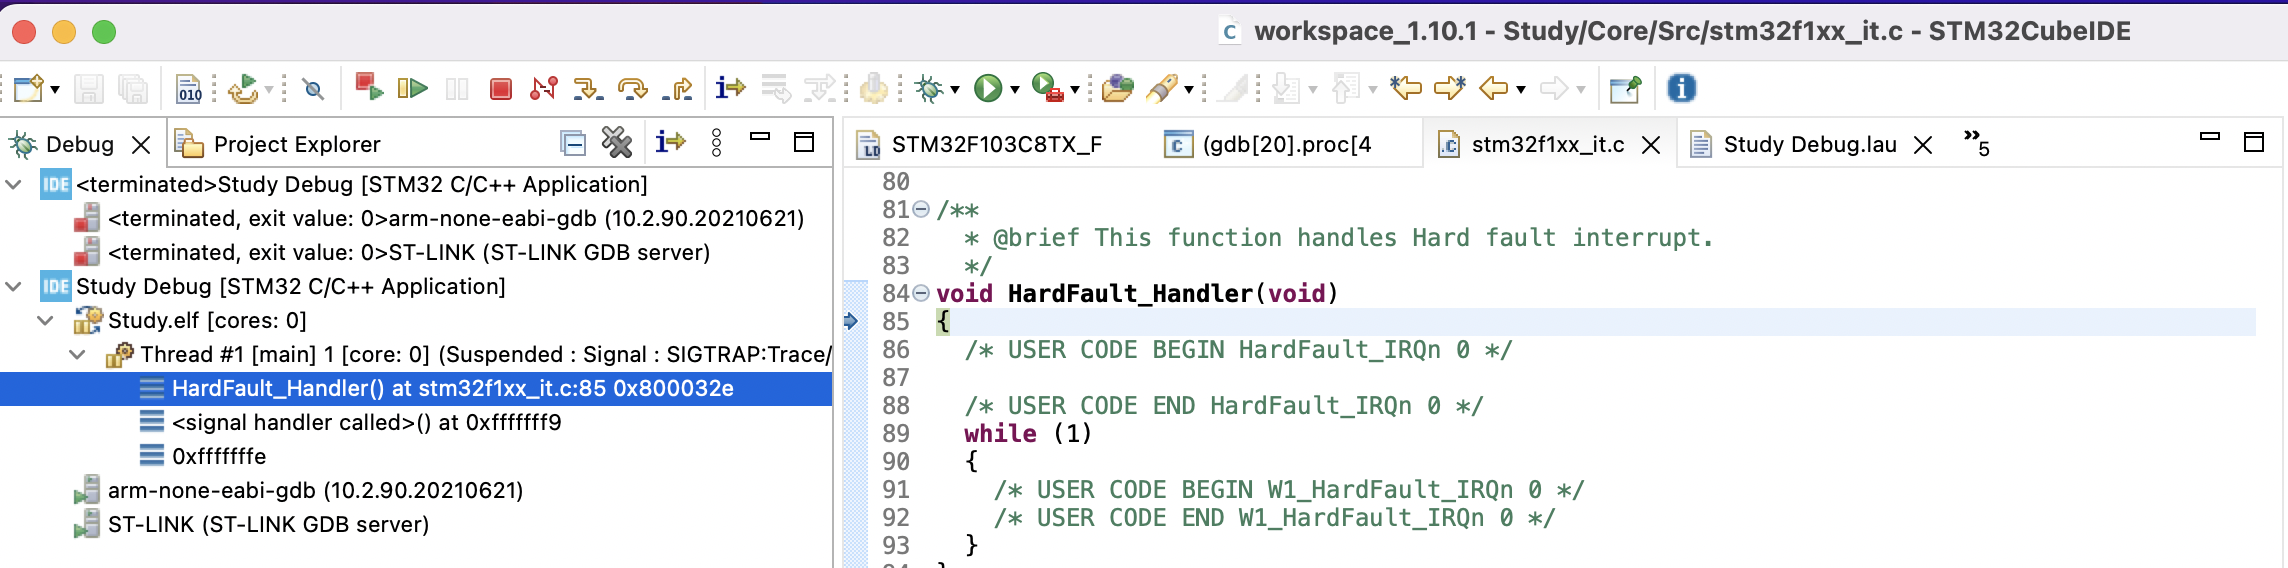 workspace_1.10.1 - Study/Core/Src/stm32f1xx_it.c - STM32CubeIDE
010
Debug
Project Explorer
<terminated>Study Debug [STM32 C/C++ Application]
<terminated, exit value: 0>arm-none-eabi-gdb (10.2.90.20210621)
<terminated, exit value: 0>ST-LINK (ST-LINK GDB server)
IDE Study Debug [STM32 C/C++ Application]
Study.elf [cores: 0]
Thread #1 [main] 1 [core: 0] (Suspended : Signal : SIGTRAP:Trace/
HardFault_Handler() at stm32f1xx_it.c:85 0x800032e
<signal handler called>() at 0xfffffff9
0xfffffffe
arm-none-eabi-gdb (10.2.90.20210621)
ST-LINK (ST-LINK GDB server)
STM32F103C8TX_F
(gdb[20].proc[4
stm32f1xx_it.c
Study Debug.lau
»5
80
81 /**
82 * @brief This function handles Hard fault interrupt.
83 */
84 void HardFault_Handler(void)
85 {
86 /* USER CODE BEGIN HardFault_IRQn 0 */
87
88 /* USER CODE END HardFault_IRQn 0 */
89 while (1)
90 {
91 /* USER CODE BEGIN W1_HardFault_IRQn 0 */
92 /* USER CODE END W1_HardFault_IRQn 0 */
93 }